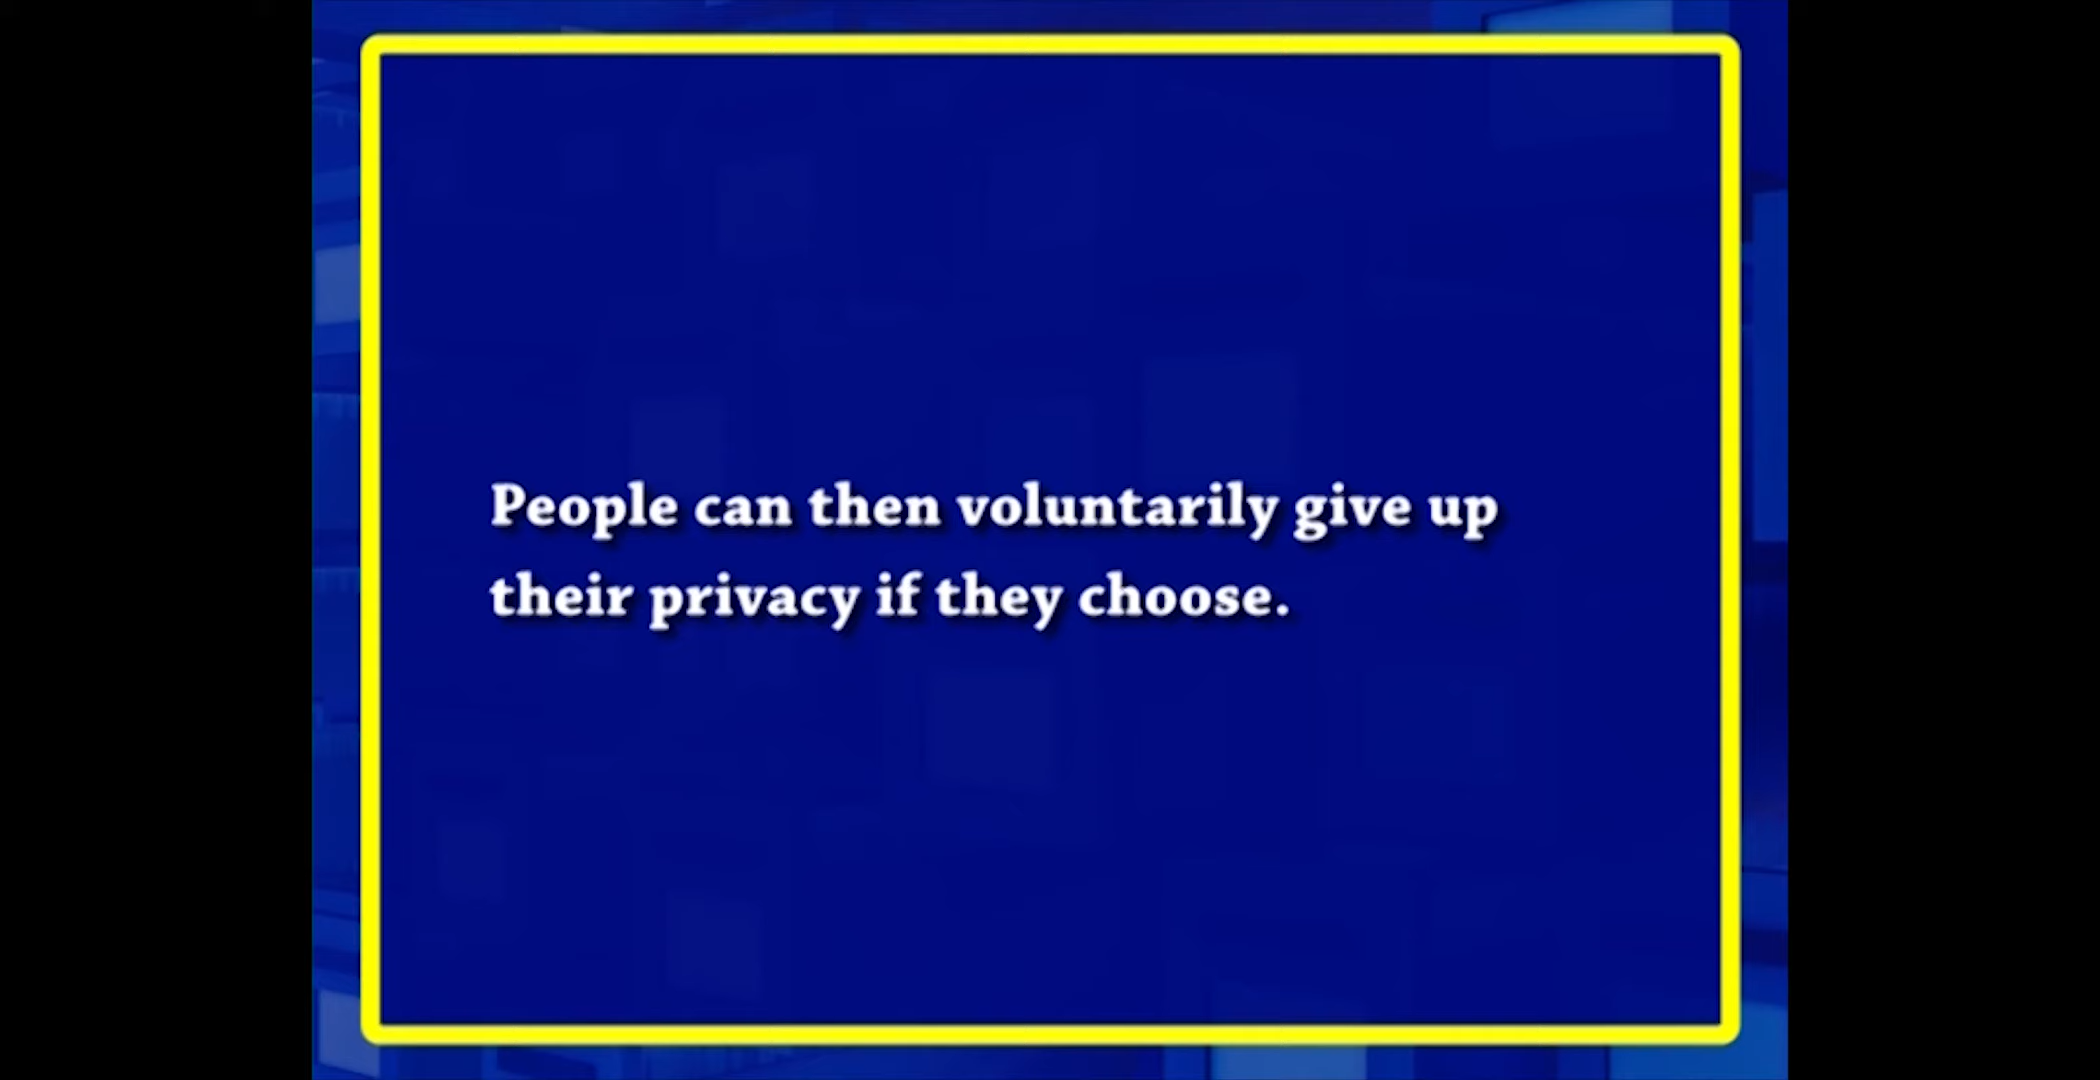 People can then voluntarily give up
their privacy if they choose.